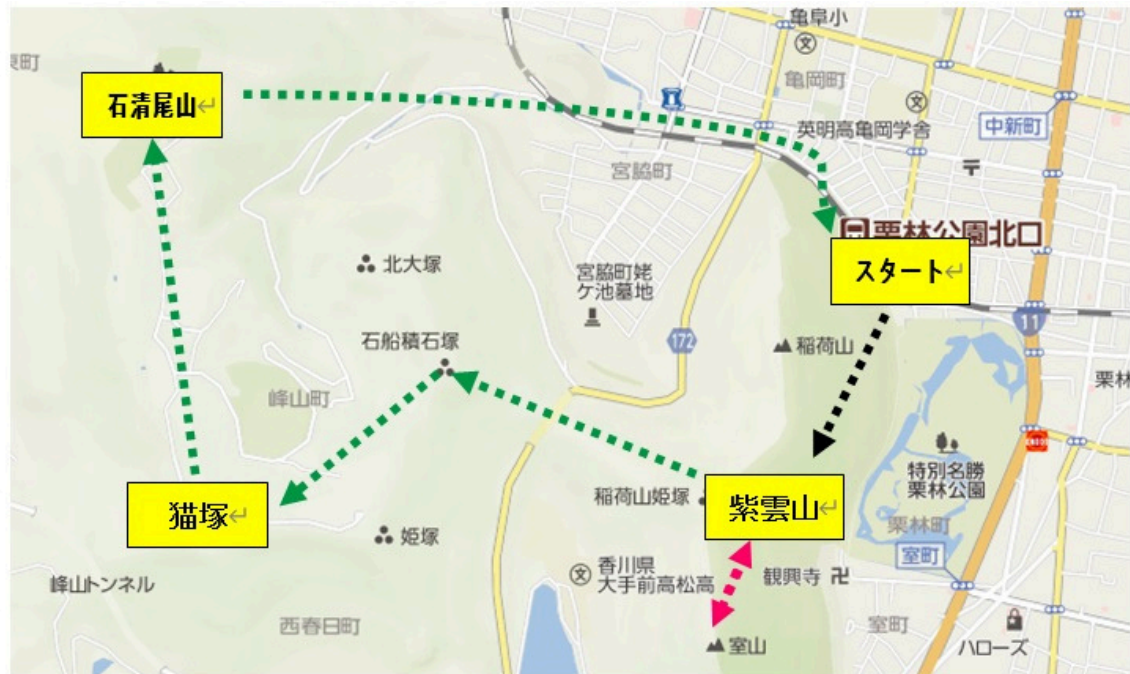 亀阜小
亀岡町
石清尾山↵
英明高亀岡学舎
中新町
〒
宮脇町
栗林公園北口
スタート↵
北大塚
宮脇町姥
ケ池墓地
11
172
稲荷山
石船積石塚
栗林
峰山町
特別名勝
栗林公園
稲荷山姫塚
紫雲山↵
猫塚↵
栗林町
姫塚
室町
香川県
大手前高松高
観興寺
峰山トンネル
西春日町
室山
室町
ハローズ